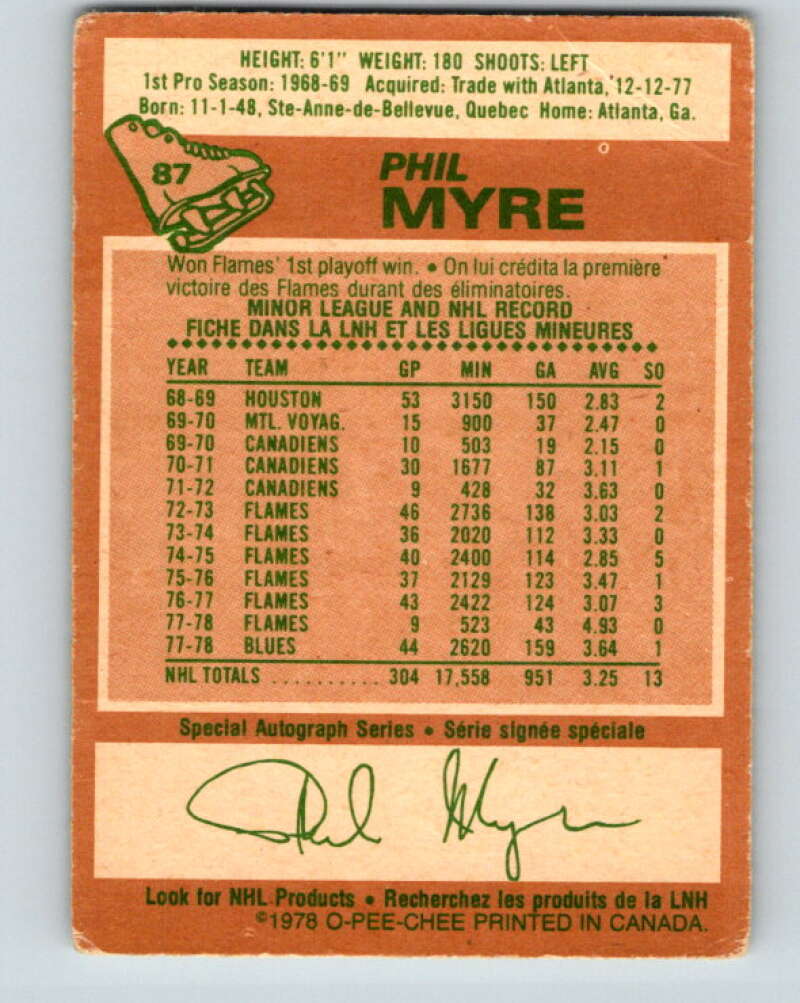 HEIGHT: 6'1" WEIGHT: 180 SHOOTS: LEFT
1st Pro Season: 1968-69 Acquired: Trade with Atlanta, 12-12-77
Born: 11-1-48, Ste-Anne-de-Bellevue, Quebec Home: Atlanta, Ga.
87
PHIL
MYRE
Won Flames' 1st playoff win. • On lui crédita la première
victoire des Flames durant des éliminatoires.
MINOR LEAGUE AND NHL RECORD
FICHE DANS LA LNH ET LES LIGUES MINEURES
YEAR TEAM GP MIN GA AVG SO
68-69 HOUSTON 53 3150 150 2.83 2
69-70 MTL. VOYAG. 15 900 37 2.47 0
69-70 CANADIENS 10 503 19 2.15 0
70-71 CANADIENS 30 1677 87 3.11 1
71-72 CANADIENS 9 428 32 3.63 0
72-73 FLAMES 46 2736 138 3.03 2
73-74 FLAMES 36 2020 112 3.33 0
74-75 FLAMES 40 2400 114 2.85 5
75-76 FLAMES 37 2129 123 3.47 1
76-77 FLAMES 43 2422 124 3.07 3
77-78 FLAMES 9 523 43 4.93 0
77-78 BLUES 44 2620 159 3.64 1
NHL TOTALS .......... 304 17,558 951 3.25 13
Special Autograph Series • Série signée spéciale
Phil Myre
Look for NHL Products • Recherchez les produits de la LNH
©1978 O-PEE-CHEE PRINTED IN CANADA.